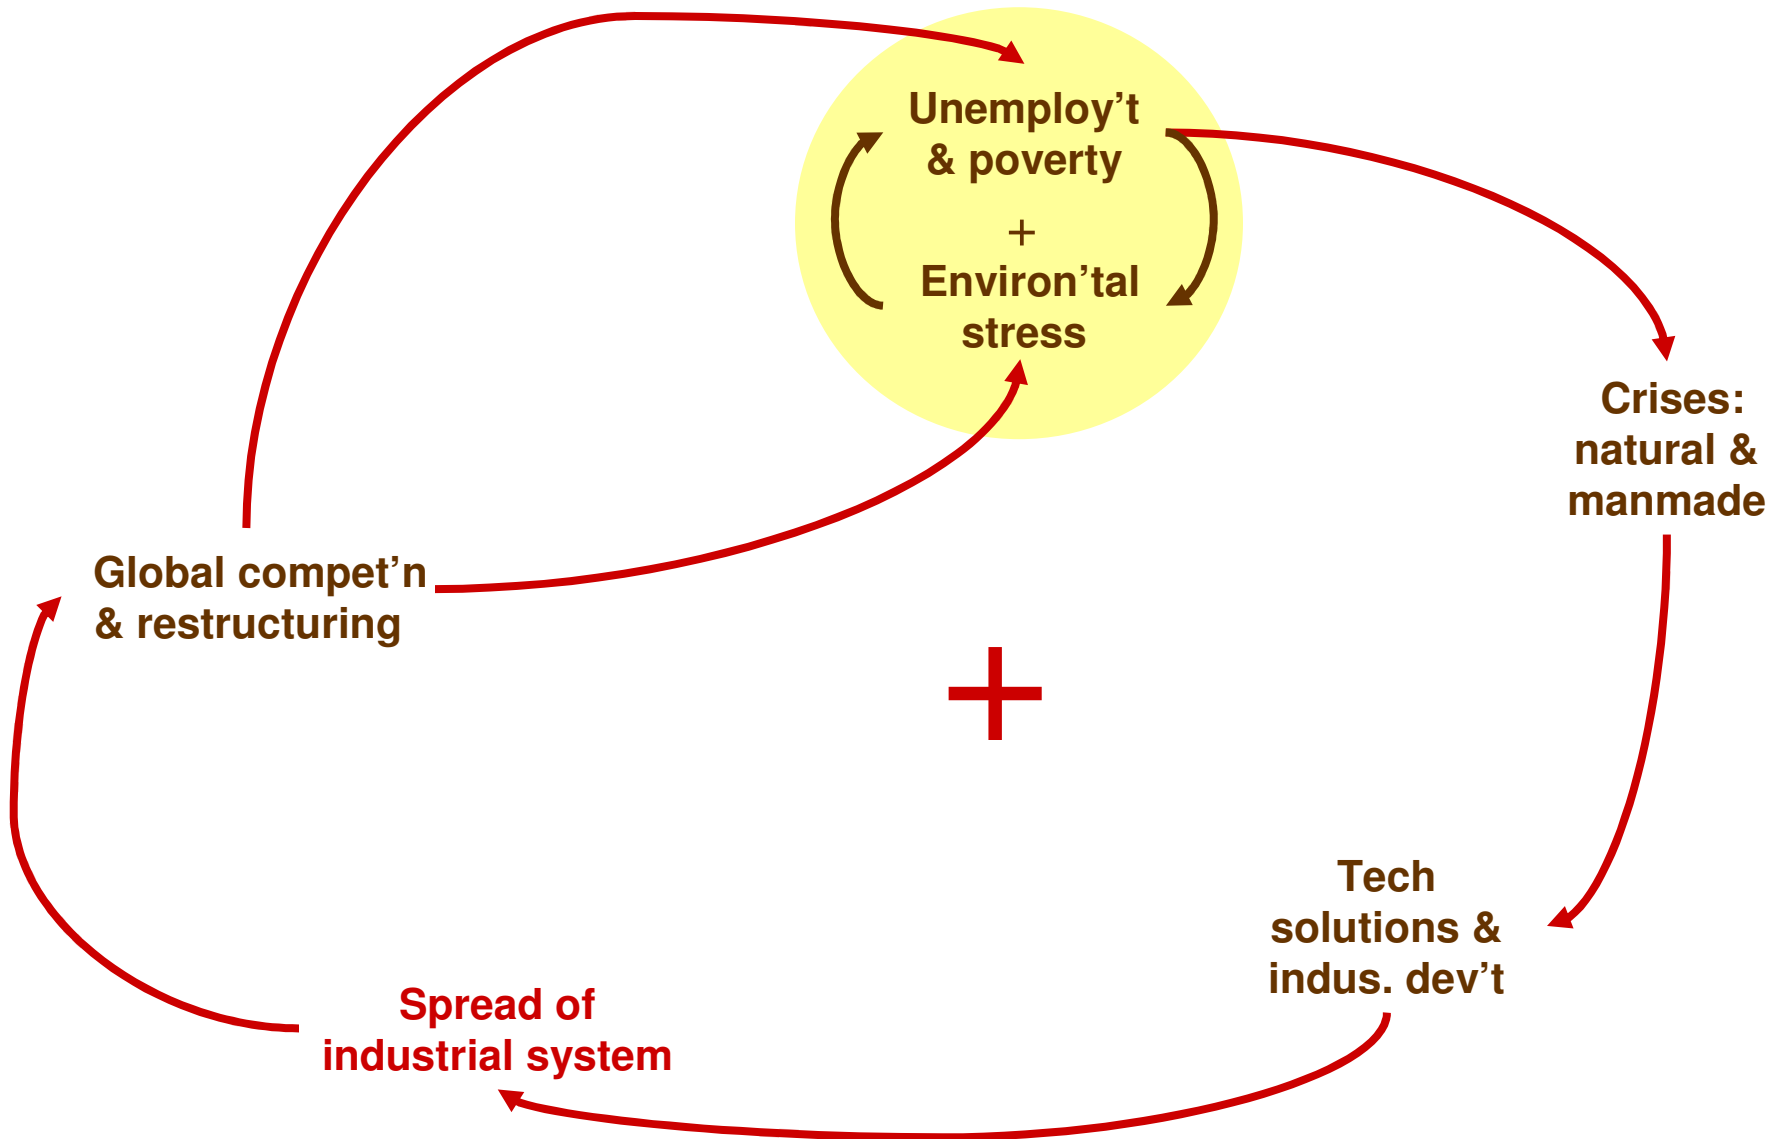 Unemploy’t
& poverty
+
Environ’tal
stress
Crises:
natural &
manmade
Global compet’n
& restructuring
+
Tech
solutions &
indus. dev’t
Spread of
industrial system